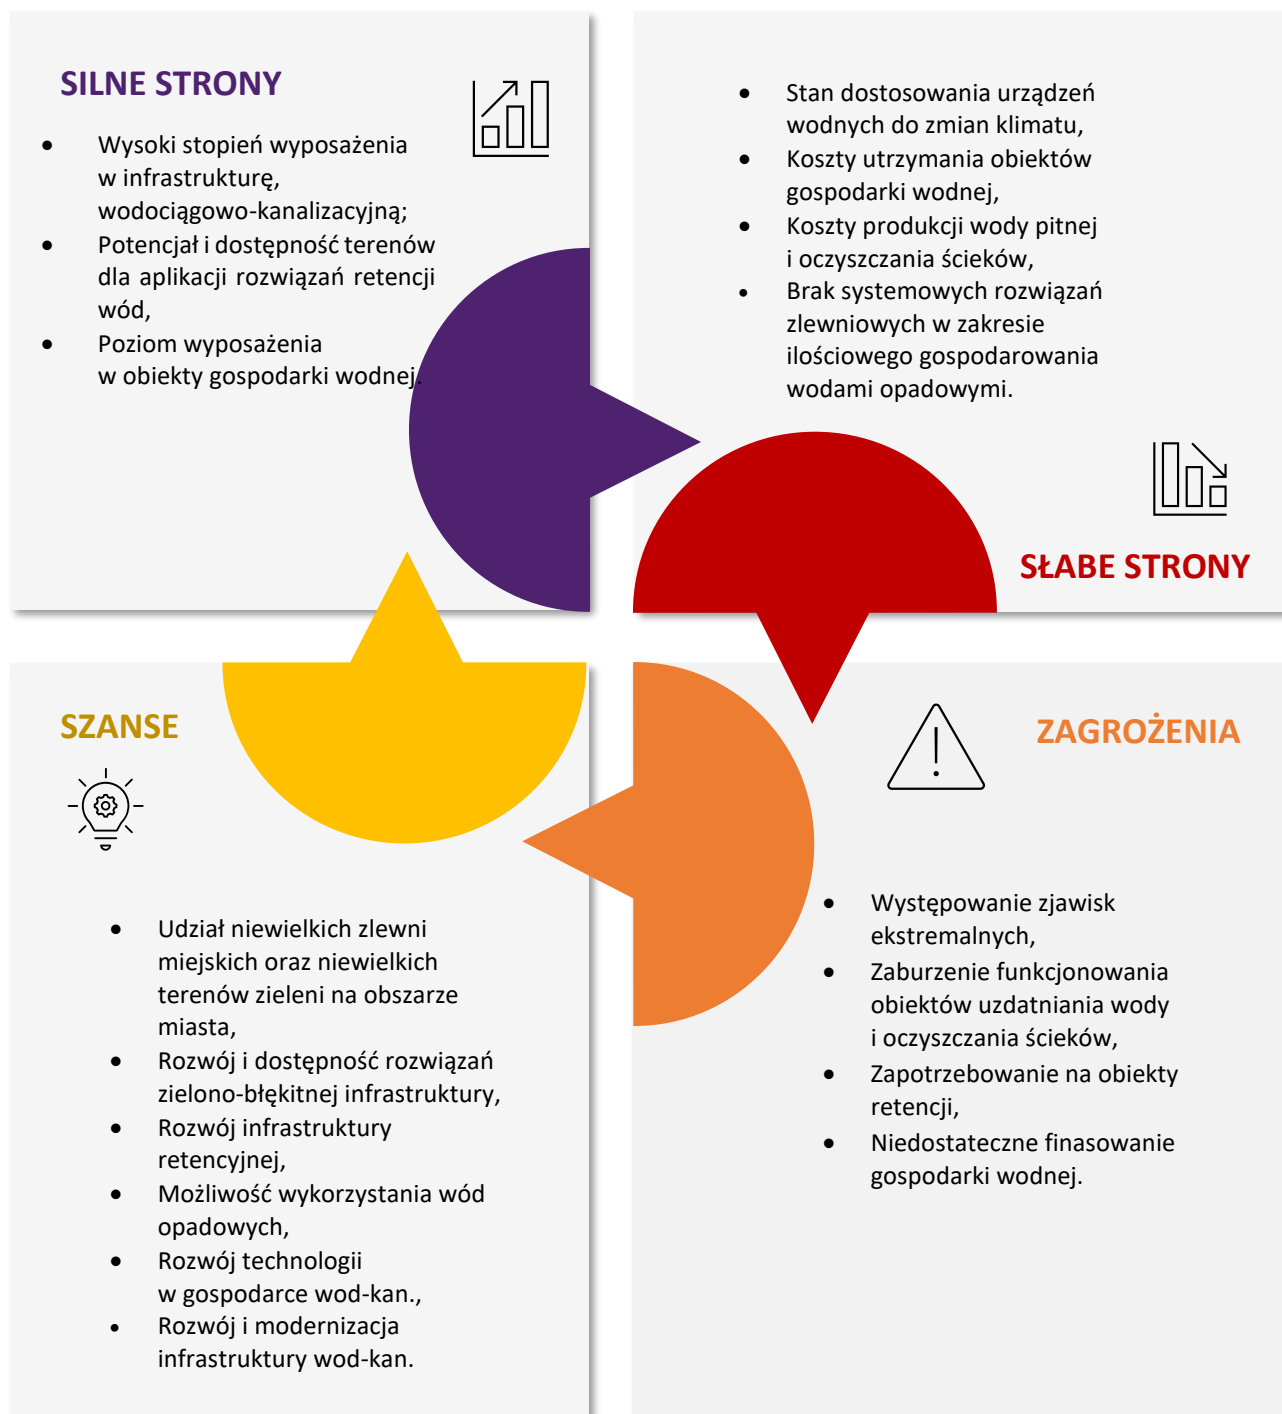 SILNE STRONY
• Wysoki stopień wyposażenia
w infrastrukturę,
wodociągowo-kanalizacyjną;
• Potencjał i dostępność terenów
dla aplikacji rozwiązań retencji
wód,
• Poziom wyposażenia
w obiekty gospodarki wodnej.
• Stan dostosowania urządzeń
wodnych do zmian klimatu,
• Koszty utrzymania obiektów
gospodarki wodnej,
• Koszty produkcji wody pitnej
i oczyszczania ścieków,
• Brak systemowych rozwiązań
zlewniowych w zakresie
ilościowego gospodarowania
wodami opadowymi.
SŁABE STRONY
SZANSE
• Udział niewielkich zlewni
miejskich oraz niewielkich
terenów zieleni na obszarze
miasta,
• Rozwój i dostępność rozwiązań
zielono-błękitnej infrastruktury,
• Rozwój infrastruktury
retencyjnej,
• Możliwość wykorzystania wód
opadowych,
• Rozwój technologii
w gospodarce wod-kan.,
• Rozwój i modernizacja
infrastruktury wod-kan.
ZAGROŻENIA
• Występowanie zjawisk
ekstremalnych,
• Zaburzenie funkcjonowania
obiektów uzdatniania wody
i oczyszczania ścieków,
• Zapotrzebowanie na obiekty
retencji,
• Niedostateczne finasowanie
gospodarki wodnej.